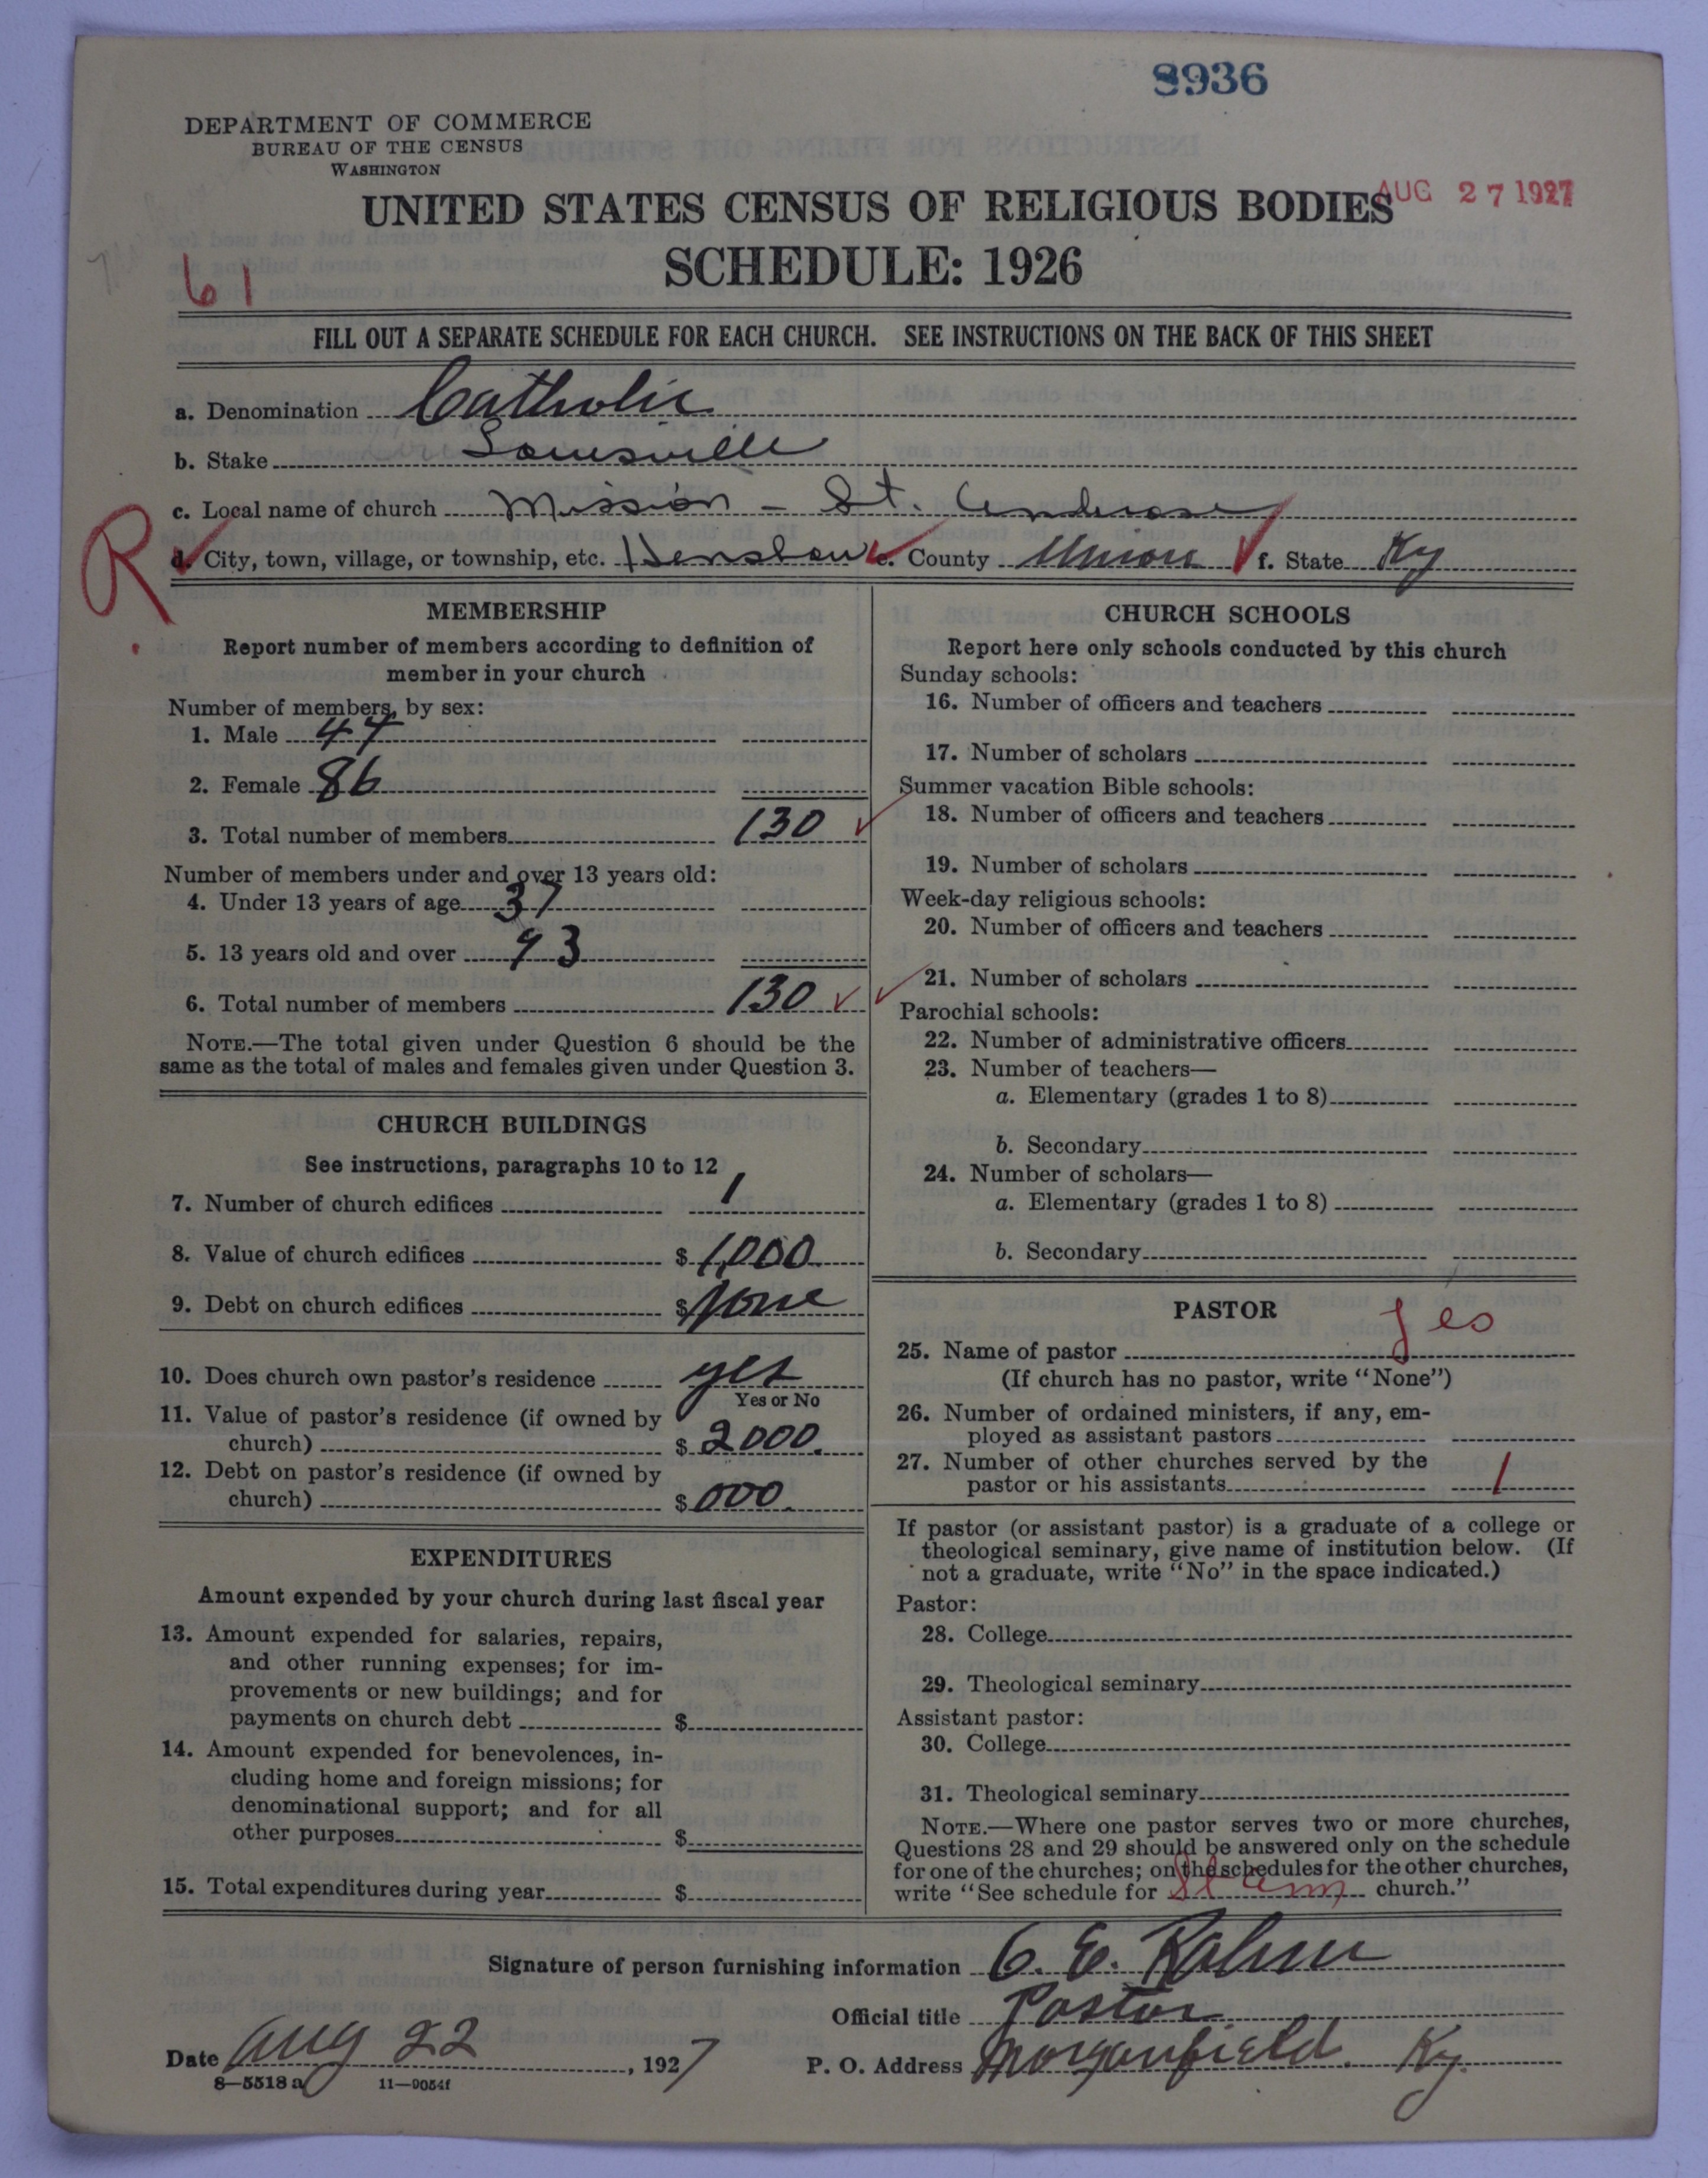 8936
DEPARTMENT OF COMMERCE
BUREAU OF THE CENSUS
WASHINGTON
UNITED STATES CENSUS OF RELIGIOUS BODIES
AUG 27 1927
SCHEDULE: 1926
61
FILL OUT A SEPARATE SCHEDULE FOR EACH CHURCH. SEE INSTRUCTIONS ON THE BACK OF THIS SHEET
a. Denomination Catholic
b. Stake Louisville
c. Local name of church Mission - St. Ambrose
R
d. City, town, village, or township, etc. Henshaw e. County Union f. State Ky
MEMBERSHIP
Report number of members according to definition of
member in your church
Number of members, by sex:
1. Male 44
2. Female 86
3. Total number of members 130
Number of members under and over 13 years old:
4. Under 13 years of age 37
5. 13 years old and over 93
6. Total number of members 130
NOTE.—The total given under Question 6 should be the
same as the total of males and females given under Question 3.
CHURCH BUILDINGS
See instructions, paragraphs 10 to 12
7. Number of church edifices 1
8. Value of church edifices $ 1,000
9. Debt on church edifices $ None
10. Does church own pastor's residence yes
Yes or No
11. Value of pastor's residence (if owned by
church) $ 2000.
12. Debt on pastor's residence (if owned by
church) $ 000.
EXPENDITURES
Amount expended by your church during last fiscal year
13. Amount expended for salaries, repairs,
and other running expenses; for im-
provements or new buildings; and for
payments on church debt $
14. Amount expended for benevolences, in-
cluding home and foreign missions; for
denominational support; and for all
other purposes $
15. Total expenditures during year $
CHURCH SCHOOLS
Report here only schools conducted by this church
Sunday schools:
16. Number of officers and teachers
17. Number of scholars
Summer vacation Bible schools:
18. Number of officers and teachers
19. Number of scholars
Week-day religious schools:
20. Number of officers and teachers
21. Number of scholars
Parochial schools:
22. Number of administrative officers
23. Number of teachers—
a. Elementary (grades 1 to 8)
b. Secondary
24. Number of scholars—
a. Elementary (grades 1 to 8)
b. Secondary
PASTOR
25. Name of pastor yes
(If church has no pastor, write "None")
26. Number of ordained ministers, if any, em-
ployed as assistant pastors
27. Number of other churches served by the
pastor or his assistants 1
If pastor (or assistant pastor) is a graduate of a college or
theological seminary, give name of institution below. (If
not a graduate, write "No" in the space indicated.)
Pastor:
28. College
29. Theological seminary
Assistant pastor:
30. College
31. Theological seminary
NOTE.—Where one pastor serves two or more churches,
Questions 28 and 29 should be answered only on the schedule
for one of the churches; on the schedules for the other churches,
write "See schedule for St Ann church."
Signature of person furnishing information C. E. Rahm
Official title Pastor
Date Aug 22, 1927
P. O. Address Morganfield. Ky.
8—5518 a
11—9054f